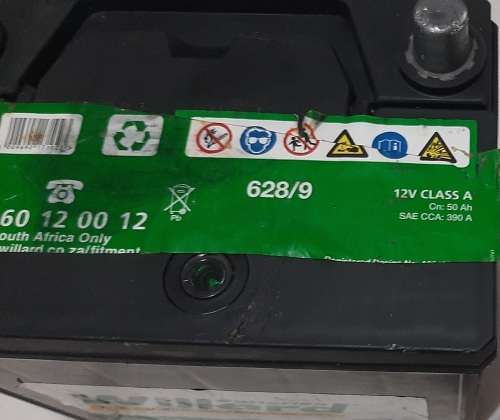 628/9
12V CLASS A
Cn: 50 Ah
SAE CCA: 390 A
Pb
60 12 00 12
outh Africa Only
willard.co.za/fitment
Willard